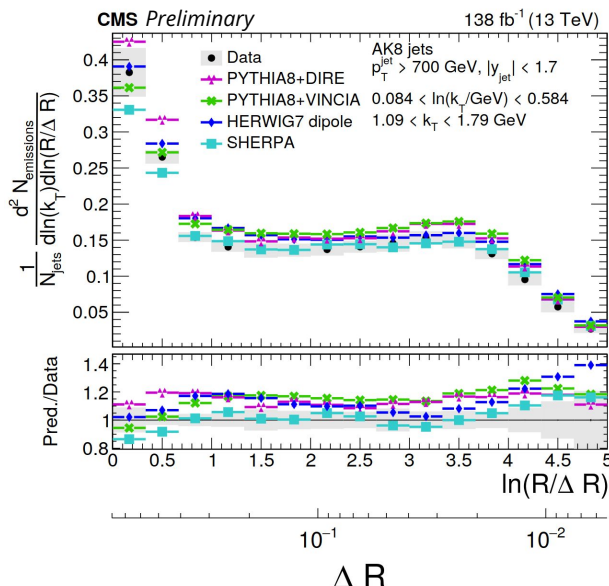 CMS Preliminary 138 fb⁻¹ (13 TeV)
Data
PYTHIA8+DIRE
PYTHIA8+VINCIA
HERWIG7 dipole
SHERPA
AK8 jets
p_T^jet > 700 GeV, |y_jet| < 1.7
0.084 < ln(k_T/GeV) < 0.584
1.09 < k_T < 1.79 GeV
1/N_jets d² N_emissions / dln(k_T)dln(R/Δ R)
0.4
0.35
0.3
0.25
0.2
0.15
0.1
0.05
Pred./Data
1.4
1.2
1
0.8
0 0.5 1 1.5 2 2.5 3 3.5 4 4.5 5
ln(R/Δ R)
10⁻¹ 10⁻²
Δ R